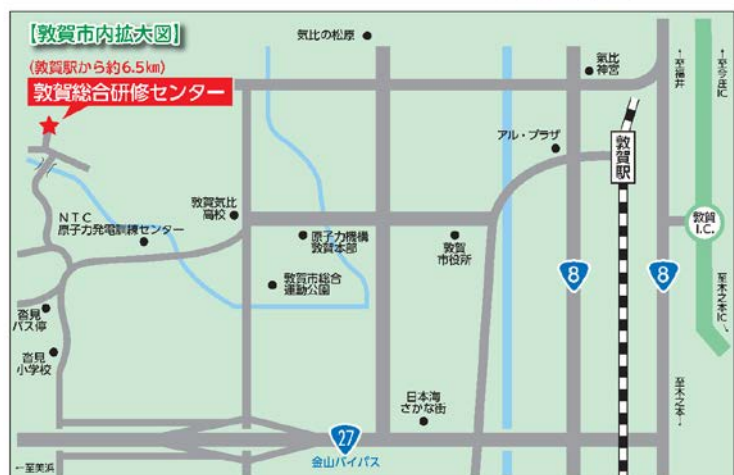 【敦賀市内拡大図】
(敦賀駅から約6.5km)
敦賀総合研修センター
気比の松原
氣比
神宮
←至福井
←至今庄IC
アル・プラザ
敦賀駅
敦賀
I.C.
NTC
原子力発電訓練センター
敦賀気比
高校
原子力機構
敦賀本部
敦賀
市役所
敦賀市総合
運動公園
8
8
至木之本IC→
沓見
バス停
沓見
小学校
日本海
さかな街
至木之本→
27
金山バイパス
←至美浜